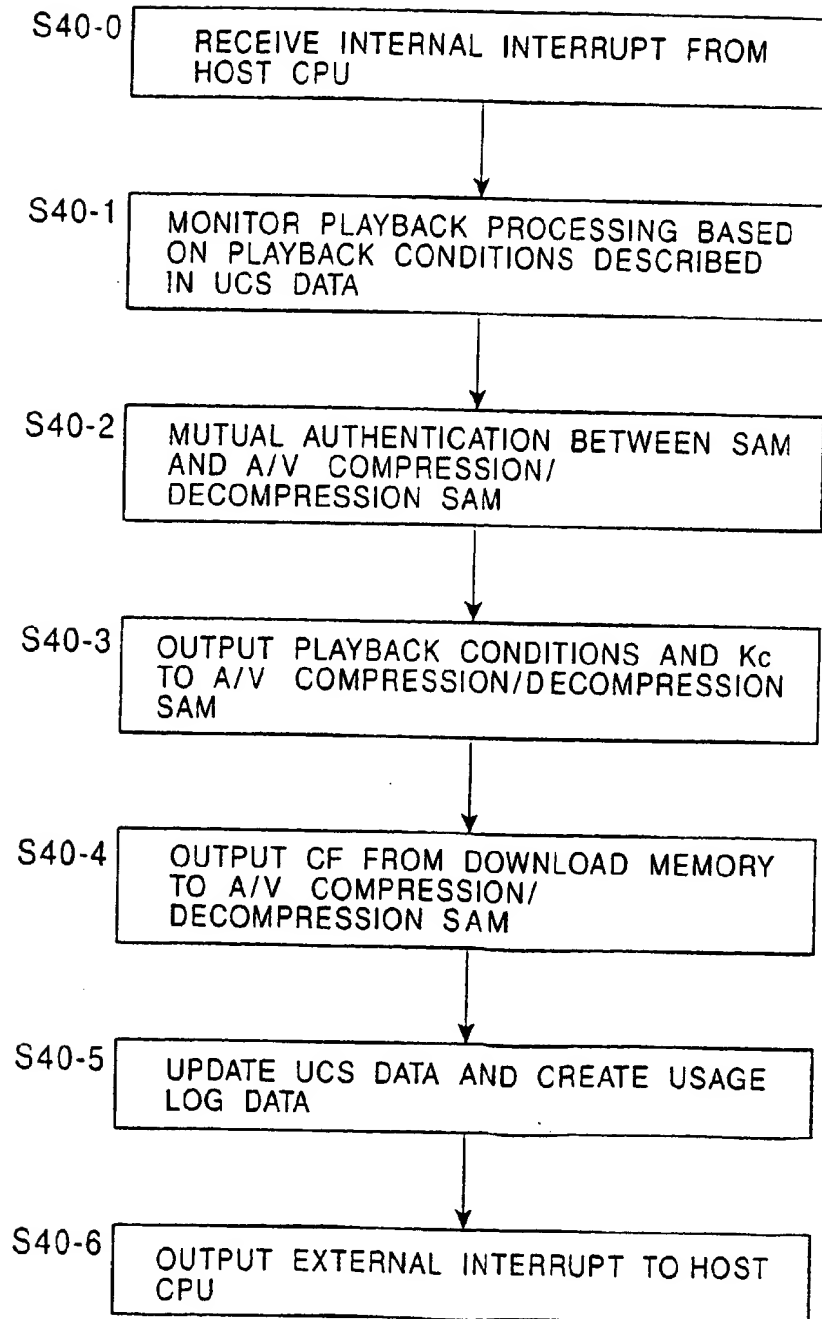 S40-0
RECEIVE INTERNAL INTERRUPT FROM
HOST CPU
S40-1
MONITOR PLAYBACK PROCESSING BASED
ON PLAYBACK CONDITIONS DESCRIBED
IN UCS DATA
S40-2
MUTUAL AUTHENTICATION BETWEEN SAM
AND A/V COMPRESSION/
DECOMPRESSION SAM
S40-3
OUTPUT PLAYBACK CONDITIONS AND Kc
TO A/V COMPRESSION/DECOMPRESSION
SAM
S40-4
OUTPUT CF FROM DOWNLOAD MEMORY
TO A/V COMPRESSION/
DECOMPRESSION SAM
S40-5
UPDATE UCS DATA AND CREATE USAGE
LOG DATA
S40-6
OUTPUT EXTERNAL INTERRUPT TO HOST
CPU